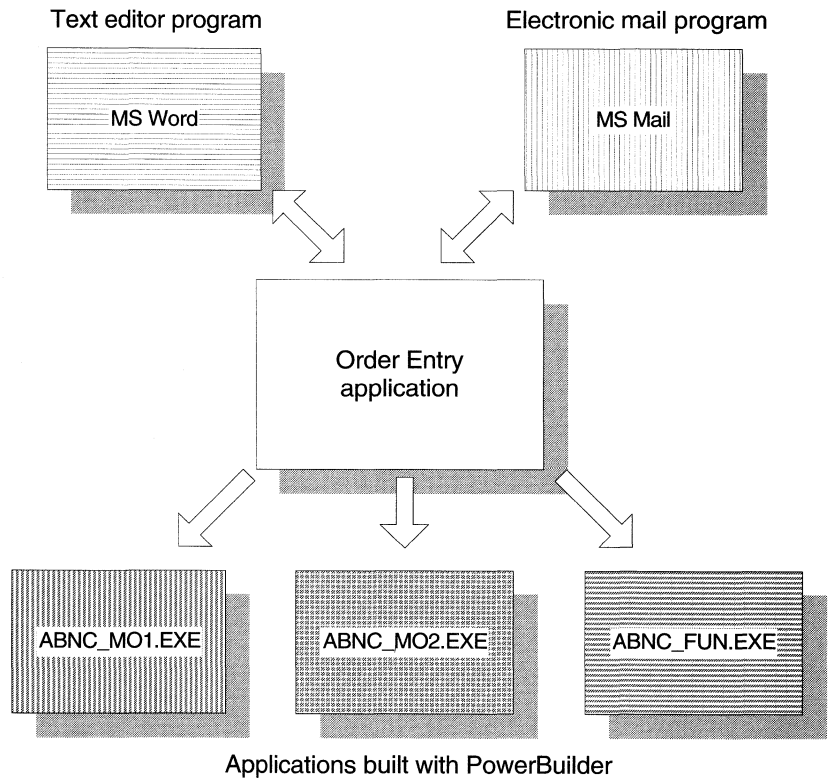 Text editor program
Electronic mail program
MS Word
MS Mail
Order Entry
application
ABNC_MO1.EXE
ABNC_MO2.EXE
ABNC_FUN.EXE
Applications built with PowerBuilder